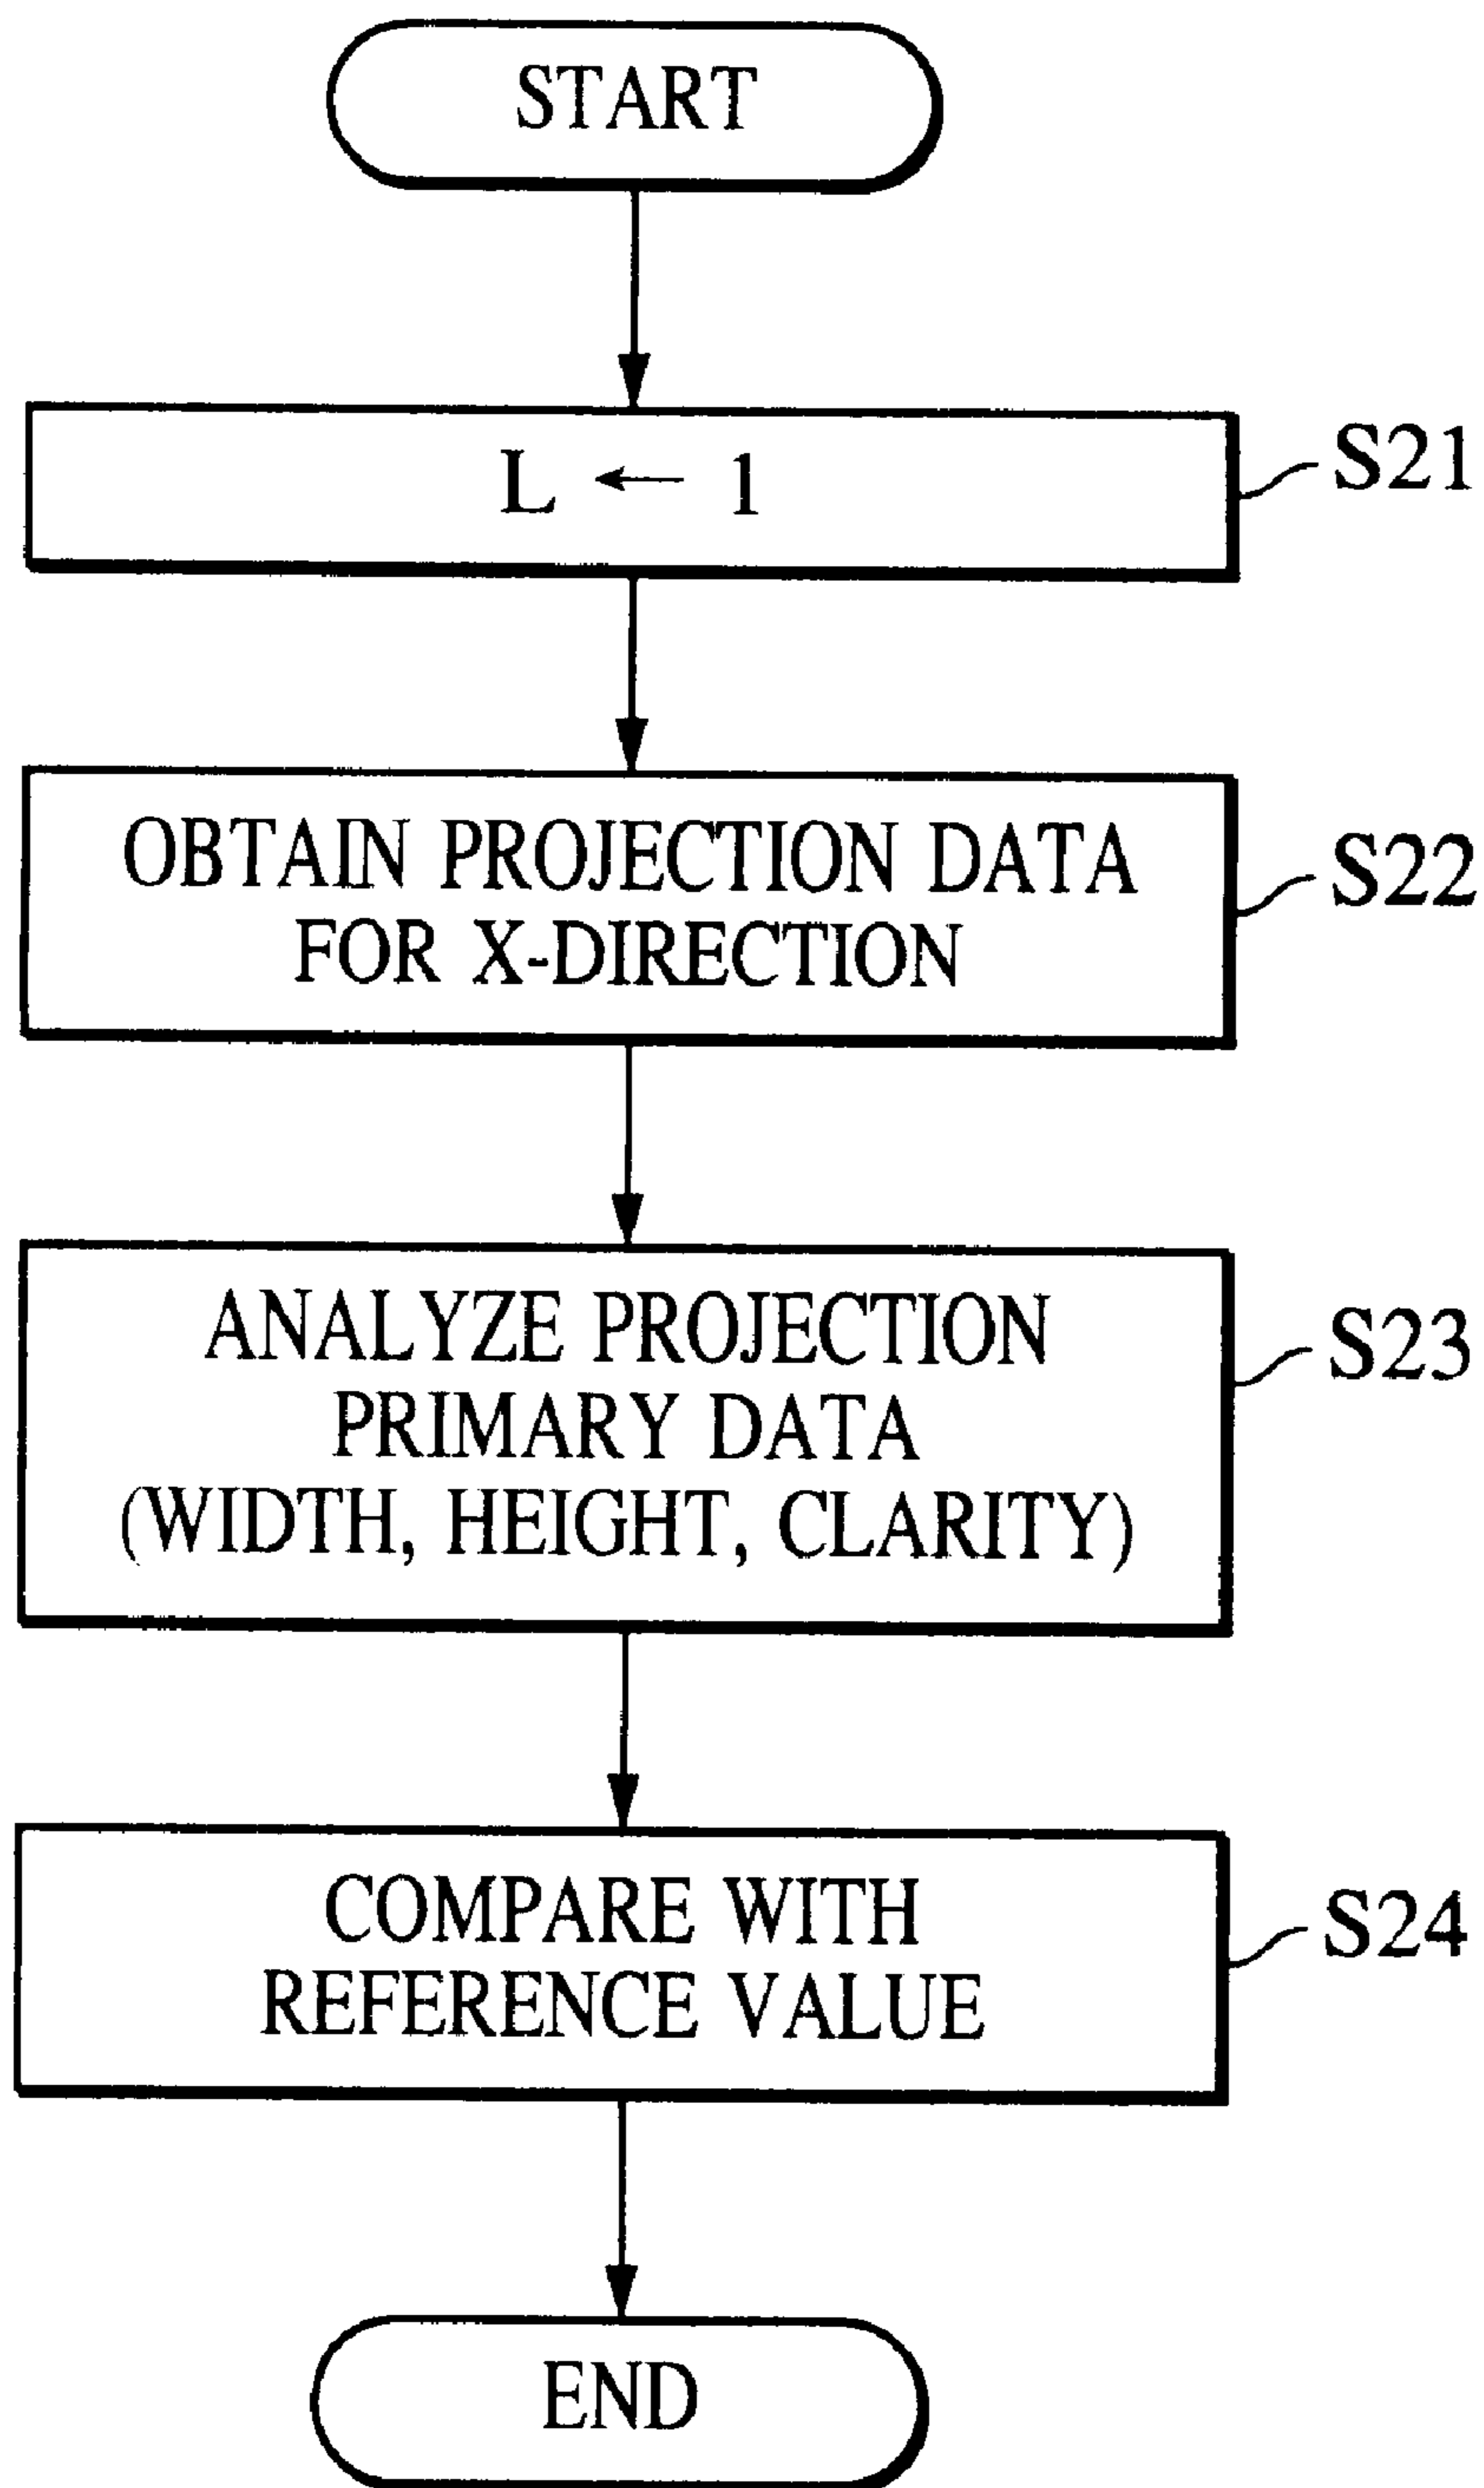 START
L ← 1
S21
OBTAIN PROJECTION DATA
FOR X-DIRECTION
S22
ANALYZE PROJECTION
PRIMARY DATA
(WIDTH, HEIGHT, CLARITY)
S23
COMPARE WITH
REFERENCE VALUE
S24
END